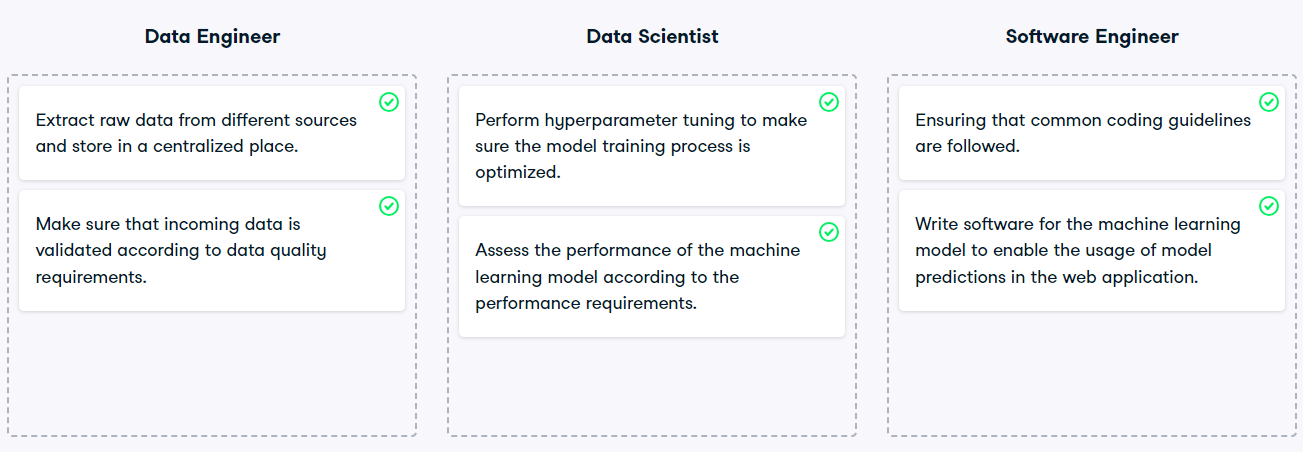 Data Engineer
Extract raw data from different sources
and store in a centralized place.
Make sure that incoming data is
validated according to data quality
requirements.
Data Scientist
Perform hyperparameter tuning to make
sure the model training process is
optimized.
Assess the performance of the machine
learning model according to the
performance requirements.
Software Engineer
Ensuring that common coding guidelines
are followed.
Write software for the machine learning
model to enable the usage of model
predictions in the web application.